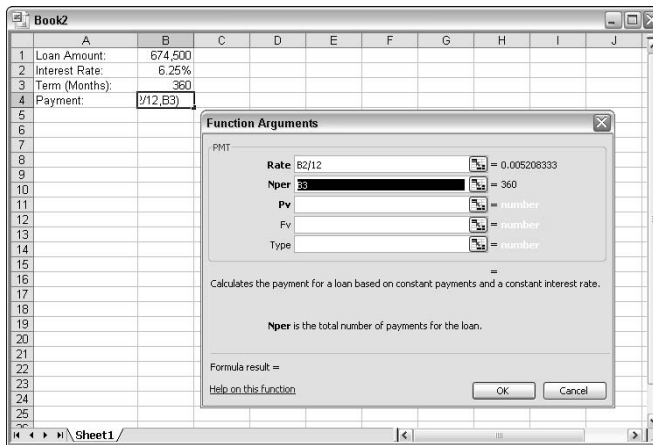 Book2
A B C D E F G H I J
1 Loan Amount: 674,500
2 Interest Rate: 6.25%
3 Term (Months): 360
4 Payment: 2/12,B3)
5
6
7
8
9
10
11
12
13
14
15
16
17
18
19
20
21
22
23
24
25
26
Function Arguments
PMT
Rate B2/12 = 0.005208333
Nper B3 = 360
Pv = number
Fv = number
Type = number
=
Calculates the payment for a loan based on constant payments and a constant interest rate.
Nper is the total number of payments for the loan.
Formula result =
Help on this function OK Cancel
Sheet1